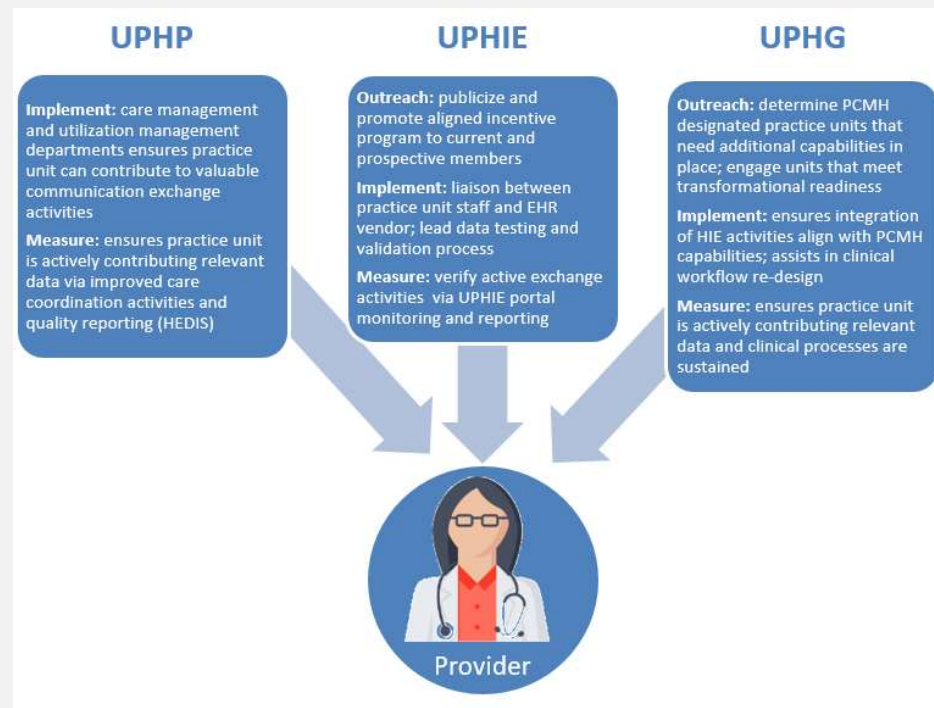 UPHP
Implement: care management
and utilization management
departments ensures practice
unit can contribute to valuable
communication exchange
activities
Measure: ensures practice unit
is actively contributing relevant
data via improved care
coordination activities and
quality reporting (HEDIS)
UPHIE
Outreach: publicize and
promote aligned incentive
program to current and
prospective members
Implement: liaison between
practice unit staff and EHR
vendor; lead data testing and
validation process
Measure: verify active exchange
activities via UPHIE portal
monitoring and reporting
UPHG
Outreach: determine PCMH
designated practice units that
need additional capabilities in
place; engage units that meet
transformational readiness
Implement: ensures integration
of HIE activities align with PCMH
capabilities; assists in clinical
workflow re-design
Measure: ensures practice unit
is actively contributing relevant
data and clinical processes are
sustained
Provider